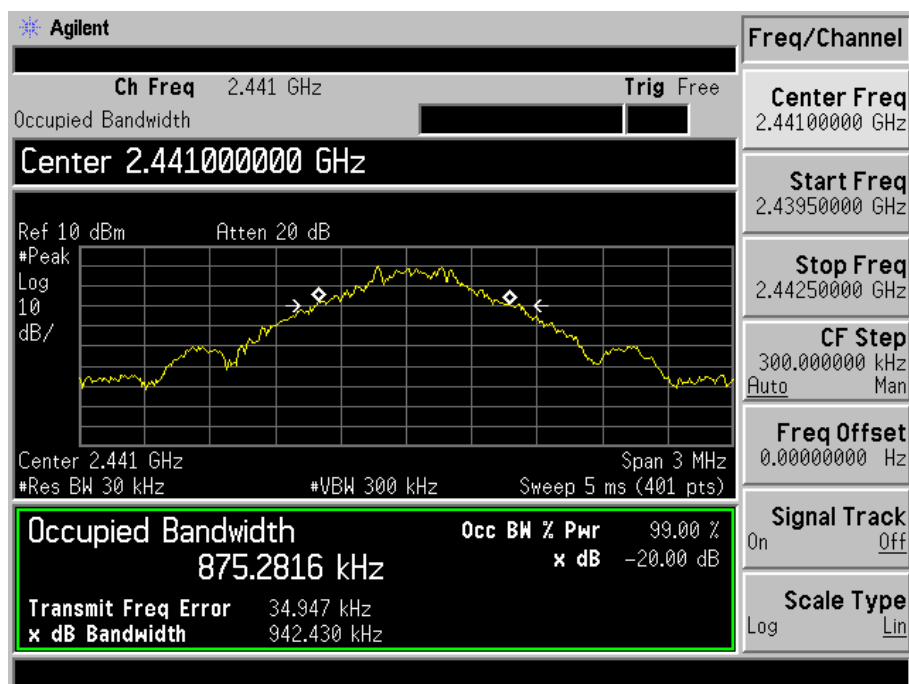 Agilent
Freq/Channel
Ch Freq 2.441 GHz Trig Free
Occupied Bandwidth
Center 2.441000000 GHz
Ref 10 dBm Atten 20 dB
#Peak
Log
10
dB/
Center 2.441 GHz Span 3 MHz
#Res BW 30 kHz #VBW 300 kHz Sweep 5 ms (401 pts)
Occupied Bandwidth Occ BW % Pwr 99.00 %
875.2816 kHz x dB -20.00 dB
Transmit Freq Error 34.947 kHz
x dB Bandwidth 942.430 kHz
Center Freq
2.44100000 GHz
Start Freq
2.43950000 GHz
Stop Freq
2.44250000 GHz
CF Step
300.000000 kHz
Auto Man
Freq Offset
0.00000000 Hz
Signal Track
On Off
Scale Type
Log Lin